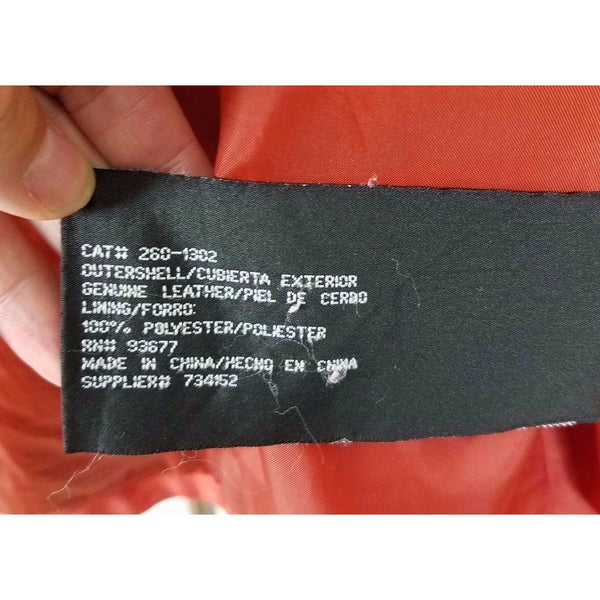 CAT# 260-1302
OUTERSHELL/CUBIERTA EXTERIOR
GENUINE LEATHER/PIEL DE CERDO
LINING/FORRO:
100% POLYESTER/POLIESTER
RN# 93677
MADE IN CHINA/HECHO EN CHINA
SUPPLIER# 734152